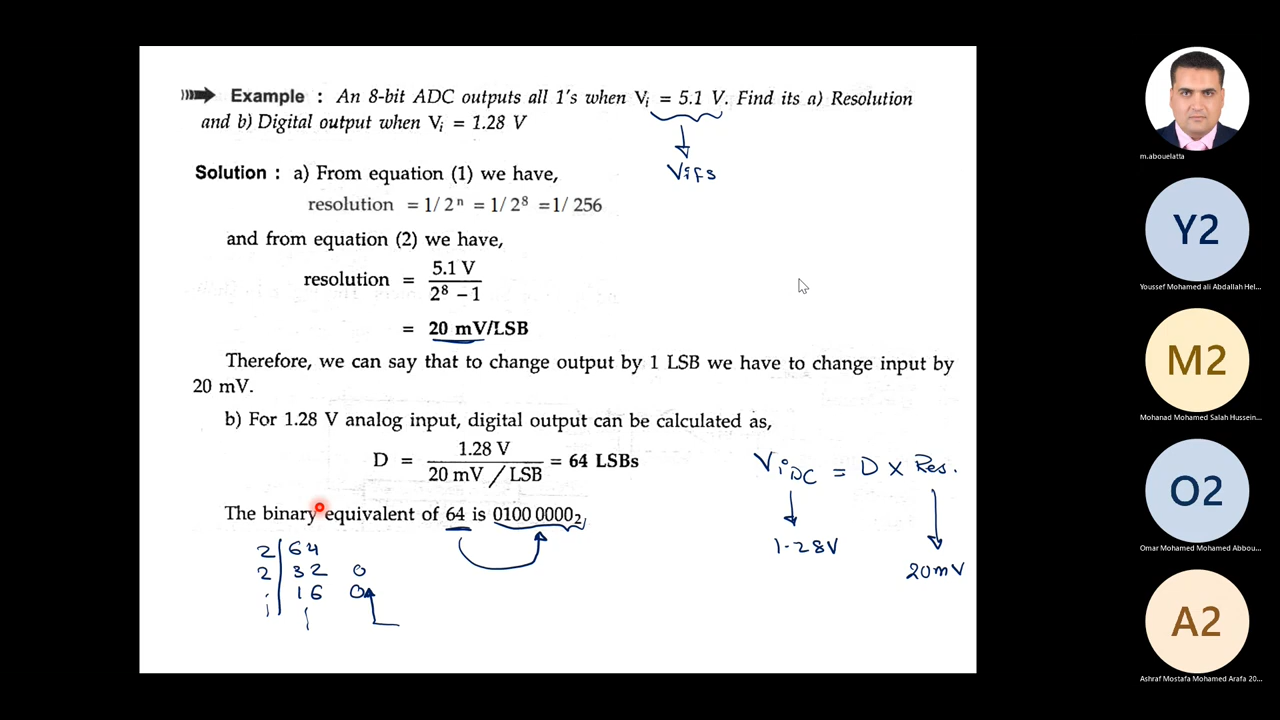 Example : An 8-bit ADC outputs all 1's when Vi = 5.1 V. Find its a) Resolution
and b) Digital output when Vi = 1.28 V
Vifs
Solution : a) From equation (1) we have,
resolution = 1/ 2ⁿ = 1/ 2⁸ =1/ 256
and from equation (2) we have,
resolution = 5.1 V / 2⁸ – 1
= 20 mV/LSB
Therefore, we can say that to change output by 1 LSB we have to change input by
20 mV.
b) For 1.28 V analog input, digital output can be calculated as,
D = 1.28 V / 20 mV / LSB = 64 LSBs
ViDC = D × Res.
The binary equivalent of 64 is 0100 0000₂
1.28V
20mV
2 64
2 32 0
16 0
m.abouelatta
Y2
Youssef Mohamed ali Abdallah Hel...
M2
Mohanad Mohamed Salah Hussein...
O2
Omar Mohamed Mohamed Abbou...
A2
Ashraf Mostafa Mohamed Arafa 20...